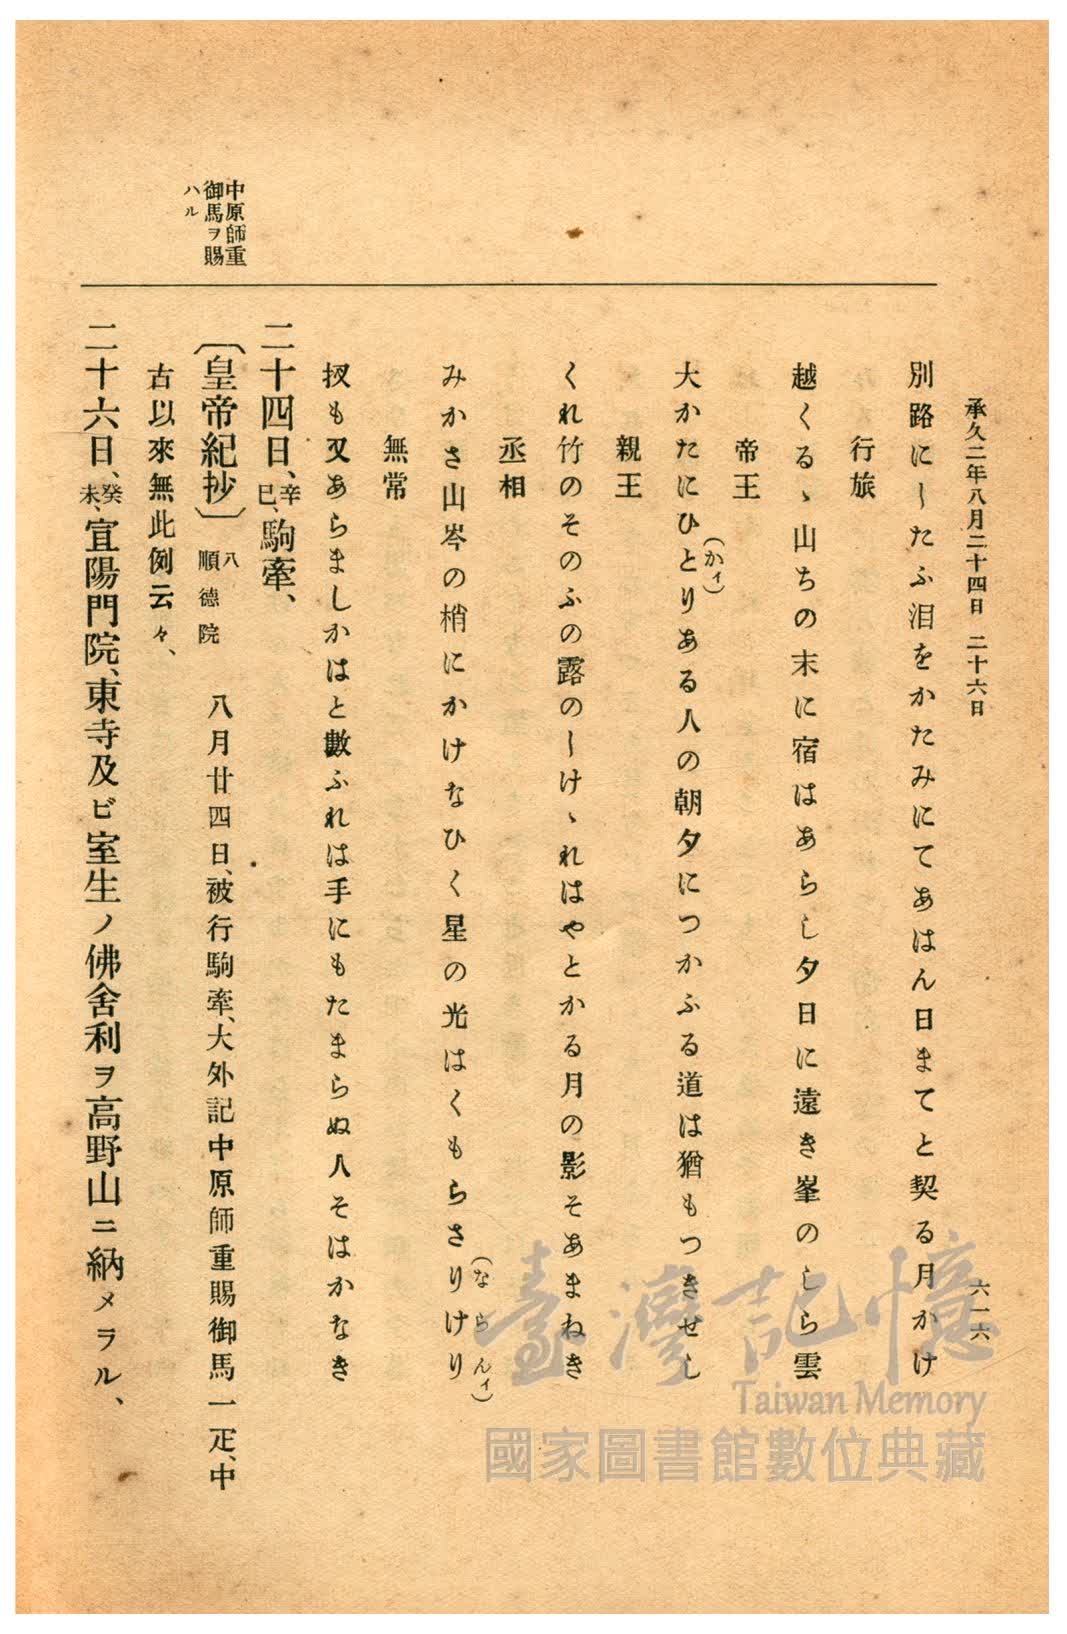 承久二年八月二十四日 二十六日
六一六
別路にしたふ泪をかたみにてあはん日まてと契る月かけ
行旅
越くるゝ山ちの末に宿はあらし夕日に遠き峯のしら雲
帝王
大かたにひとりある人の朝夕につかふる道は猶もつきせし
(かイ)
親王
くれ竹のそのふの露のしけゝれはやとかる月の影そあまねき
丞相
みかさ山岑の梢にかけなひく星の光はくもらさりけり
(ならんイ)
無常
扨も又あらましかはと數ふれは手にもたまらぬ人そはかなき
中原師重
御馬ヲ賜
ハル
二十四日、辛巳、駒牽、
〔皇帝紀抄〕八 順德院 八月廿四日、被行駒牽、大外記中原師重賜御馬一疋、中
古以來無此例云々、
二十六日、癸未、宣陽門院、東寺及ビ室生ノ佛舍利ヲ高野山ニ納メラル、
臺灣記憶
Taiwan Memory
國家圖書館數位典藏